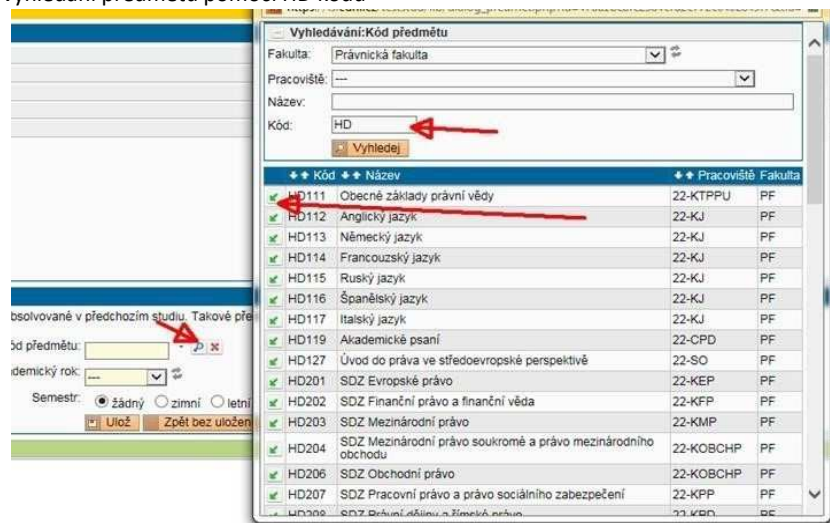 Vyhledávání:Kód předmětu
Fakulta: Právnická fakulta
Pracoviště: ---
Název:
Kód: HD
Vyhledej
Kód Název Pracoviště Fakulta
HD111 Obecné základy právní vědy 22-KTPPU PF
HD112 Anglický jazyk 22-KJ PF
HD113 Německý jazyk 22-KJ PF
HD114 Francouzský jazyk 22-KJ PF
HD115 Ruský jazyk 22-KJ PF
HD116 Španělský jazyk 22-KJ PF
HD117 Italský jazyk 22-KJ PF
HD119 Akademické psaní 22-CPD PF
HD127 Úvod do práva ve středoevropské perspektivě 22-SO PF
HD201 SDZ Evropské právo 22-KEP PF
HD202 SDZ Finanční právo a finanční věda 22-KFP PF
HD203 SDZ Mezinárodní právo 22-KMP PF
HD204 SDZ Mezinárodní právo soukromé a právo mezinárodního
obchodu 22-KOBCHP PF
HD206 SDZ Obchodní právo 22-KOBCHP PF
HD207 SDZ Pracovní právo a právo sociálního zabezpečení 22-KPP PF
bsolvované v předchozím studiu. Takové pře
ód předmětu: -
demický rok: ---
Semestr: žádný zimní letní
Ulož Zpět bez uložen